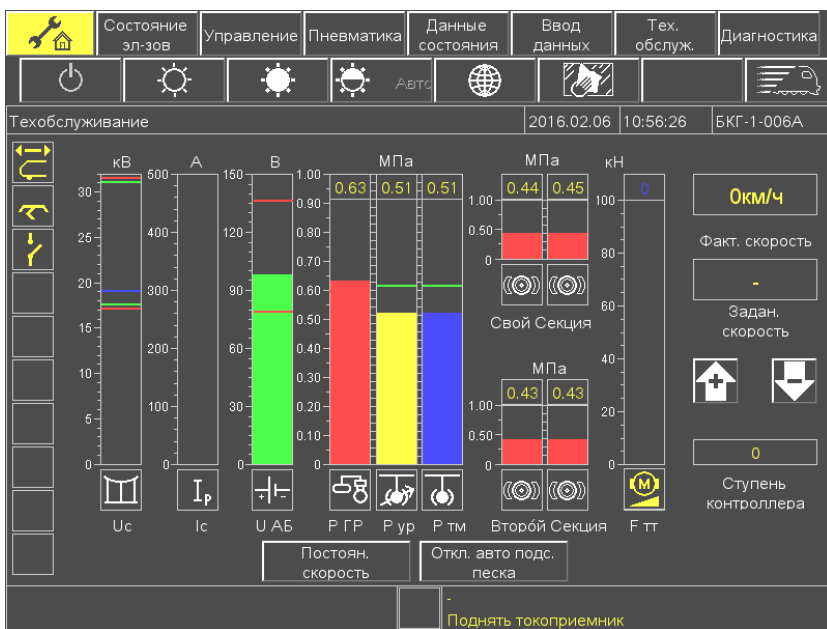 Состояние эл-зов
Управление
Пневматика
Данные состояния
Ввод данных
Тех. обслуж.
Диагностика
Авто
Техобслуживание
2016.02.06
10:56:26
БКГ-1-006А
кВ
А
В
МПа
МПа
кН
30
25
20
15
10
5
0
500
400
300
200
100
0
160
120
90
60
30
0
1.00
0.90
0.80
0.70
0.60
0.50
0.40
0.30
0.20
0.10
0
0.63
0.51
0.51
0.44
0.45
1.00
0.50
0
Свой Секция
МПа
0.43
0.43
1.00
0.50
0
0
100
80
60
40
20
0
0км/ч
Факт. скорость
-
Задан. скорость
+
-
0
Ступень контроллера
Iр
+
-
М
Uc
Ic
U АБ
Р ГР
Р ур
Р тм
Второ́й Секция
F тт
Постоян. скорость
Откл. авто подс. песка
-
Поднять токоприемник